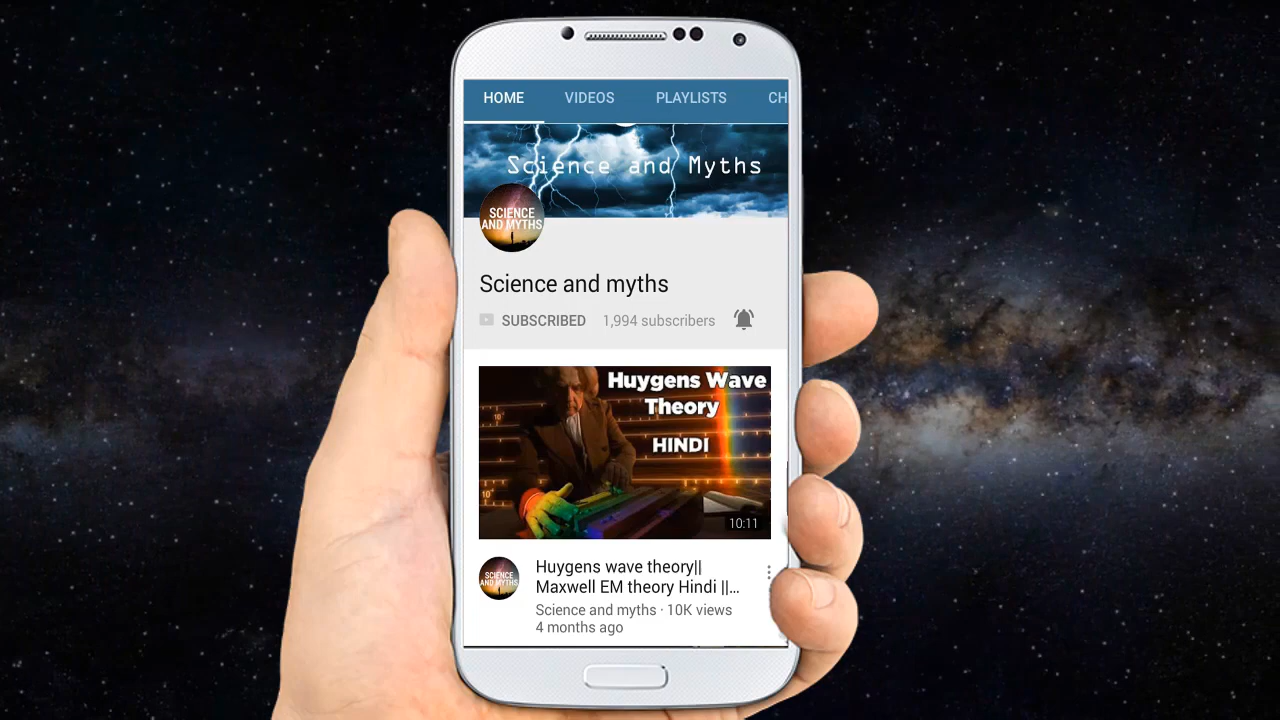 HOME VIDEOS PLAYLISTS CH
Science and Myths
SCIENCE
AND MYTHS
Science and myths
SUBSCRIBED 1,994 subscribers
Huygens Wave
Theory
HINDI
10
10
10:11
SCIENCE
AND MYTHS
Huygens wave theory||
Maxwell EM theory Hindi ||...
Science and myths · 10K views
4 months ago